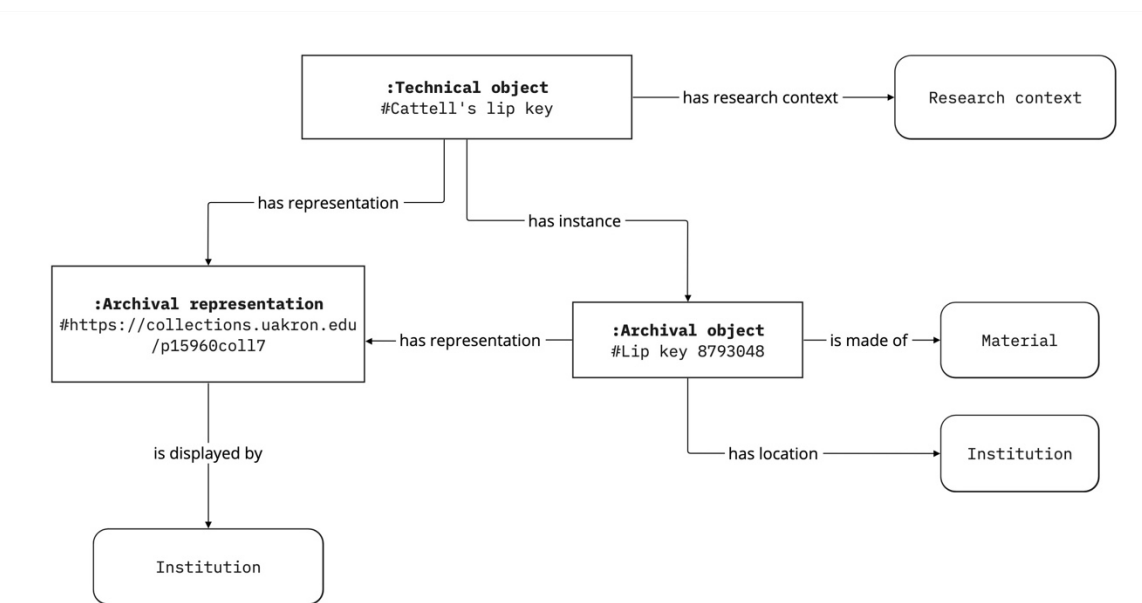 :Technical object
#Cattell's lip key
has research context
Research context
has representation
has instance
:Archival representation
#https://collections.uakron.edu
/p15960coll7
has representation
:Archival object
#Lip key 8793048
is made of
Material
is displayed by
has location
Institution
Institution